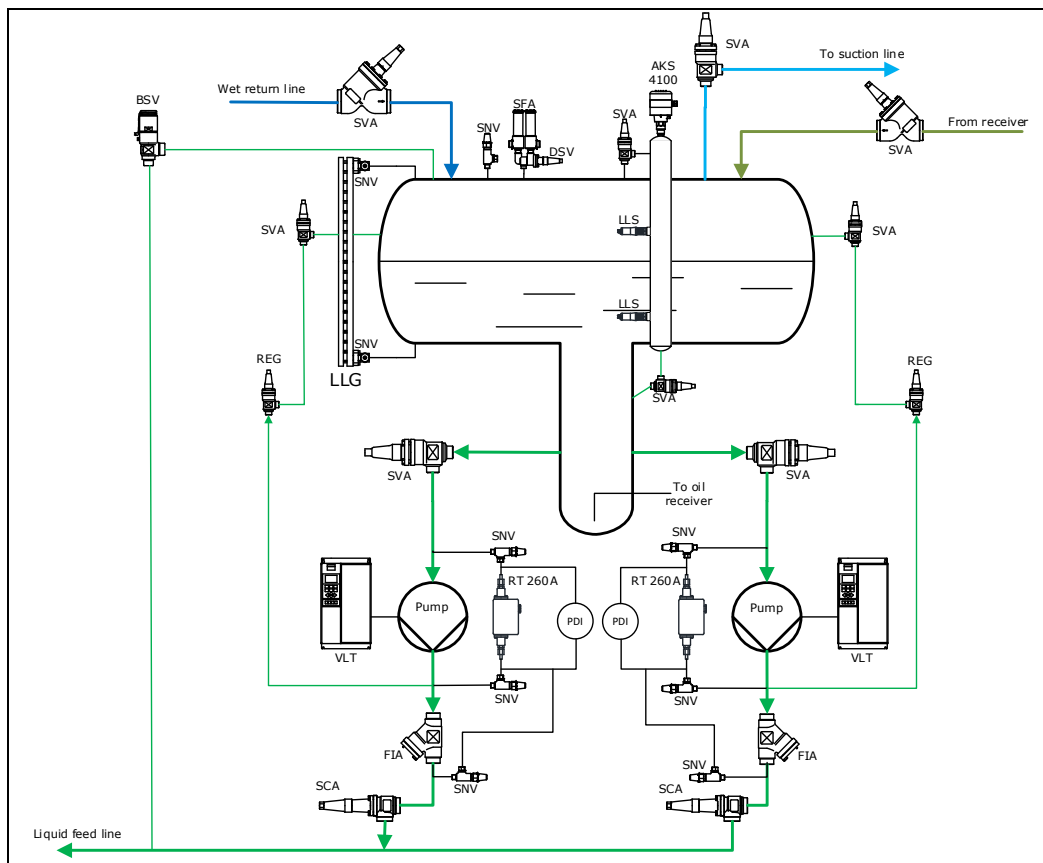 SVA
To suction line
AKS
4100
Wet return line
BSV
SFA
SVA
SNV
SVA
From receiver
SVA
DSV
SNV
SVA
LLS
SVA
LLS
SNV
REG
LLG
REG
SVA
SVA
SVA
To oil
receiver
SNV
SNV
RT 260A
RT 260A
Pump
PDI
PDI
Pump
VLT
VLT
SNV
SNV
FIA
SNV
FIA
SCA
SNV
SCA
Liquid feed line